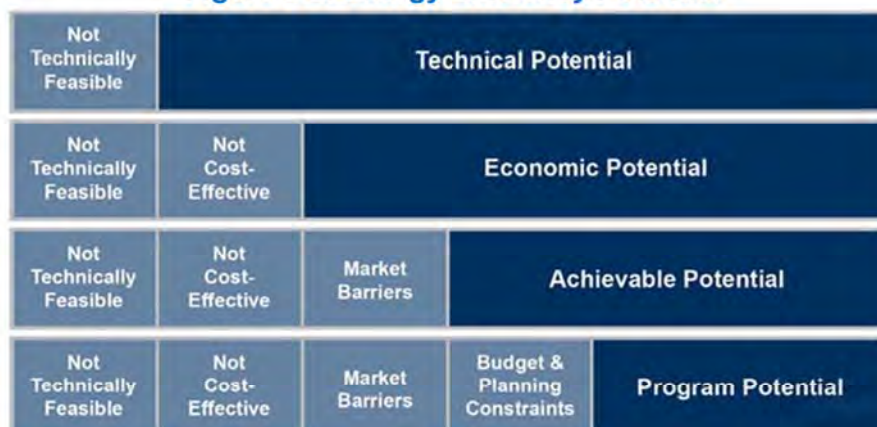 Not
Technically
Feasible
Technical Potential
Not
Technically
Feasible
Not
Cost-
Effective
Economic Potential
Not
Technically
Feasible
Not
Cost-
Effective
Market
Barriers
Achievable Potential
Not
Technically
Feasible
Not
Cost-
Effective
Market
Barriers
Budget &
Planning
Constraints
Program Potential